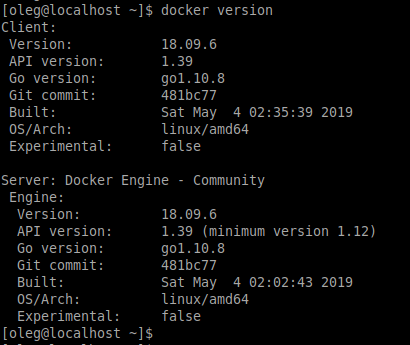 [oleg@localhost ~]$ docker version
Client:
 Version:           18.09.6
 API version:       1.39
 Go version:        go1.10.8
 Git commit:        481bc77
 Built:             Sat May  4 02:35:39 2019
 OS/Arch:           linux/amd64
 Experimental:      false

Server: Docker Engine - Community
 Engine:
  Version:          18.09.6
  API version:      1.39 (minimum version 1.12)
  Go version:       go1.10.8
  Git commit:       481bc77
  Built:            Sat May  4 02:02:43 2019
  OS/Arch:          linux/amd64
  Experimental:     false
[oleg@localhost ~]$